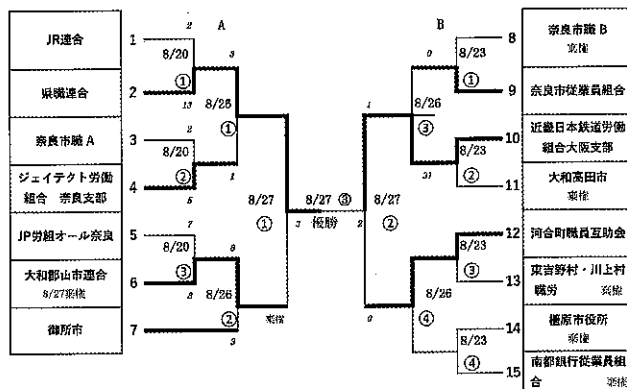 A
B
JR連合
1
2
8/20
①
県職連合
2
13
3
8/25
①
奈良市職 A
3
2
8/20
②
ジェイテクト労働
組合 奈良支部
4
5
1
JP労組オール奈良
5
7
8/20
③
大和郡山市連合
8/27棄権
6
8
8/26
②
御所市
7
3
棄権
8/27
①
3
8/27 ③
優勝
2
8/27
②
1
0
8/26
③
31
8/26
④
8
奈良市職 B
棄権
8/23
①
9
奈良市従業員組合
10
近畿日本鉄道労働
組合大阪支部
8/23
②
11
大和高田市
棄権
12
河合町職員互助会
8/23
③
13
東吉野村・川上村
職労 棄権
14
橿原市役所
棄権
8/23
④
15
南都銀行従業員組
合 棄権